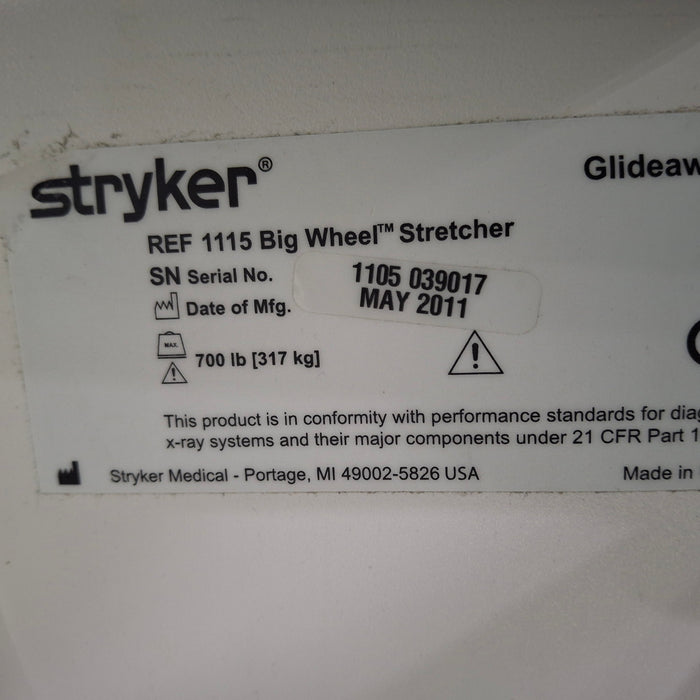 stryker®
Glideaw
REF 1115 Big Wheel™ Stretcher
SN Serial No. 1105 039017
Date of Mfg. MAY 2011
MAX.
700 lb [317 kg]
This product is in conformity with performance standards for diag
x-ray systems and their major components under 21 CFR Part 1
Stryker Medical - Portage, MI 49002-5826 USA
Made in